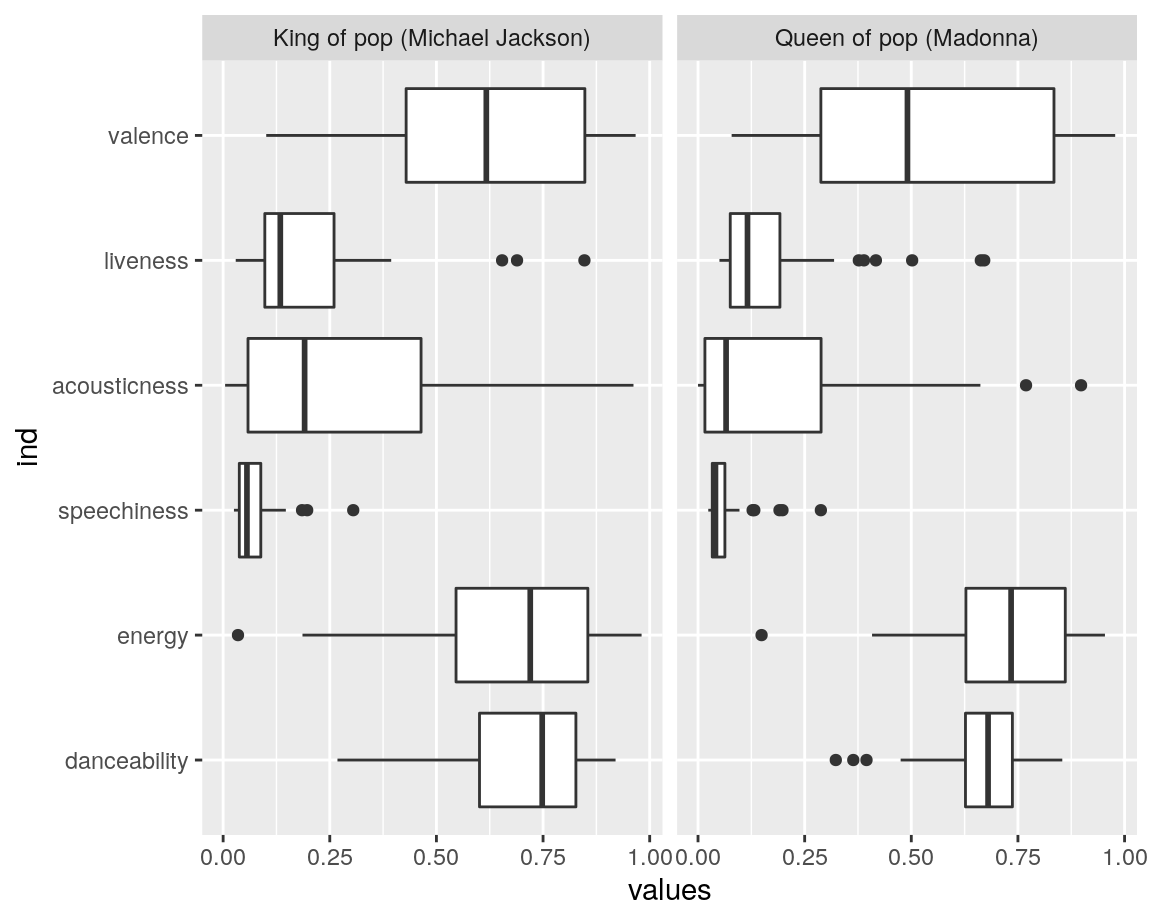 King of pop (Michael Jackson)
Queen of pop (Madonna)
valence
liveness
acousticness
speechiness
energy
danceability
ind
0.00 0.25 0.50 0.75 1.00 0.00 0.25 0.50 0.75 1.00
values